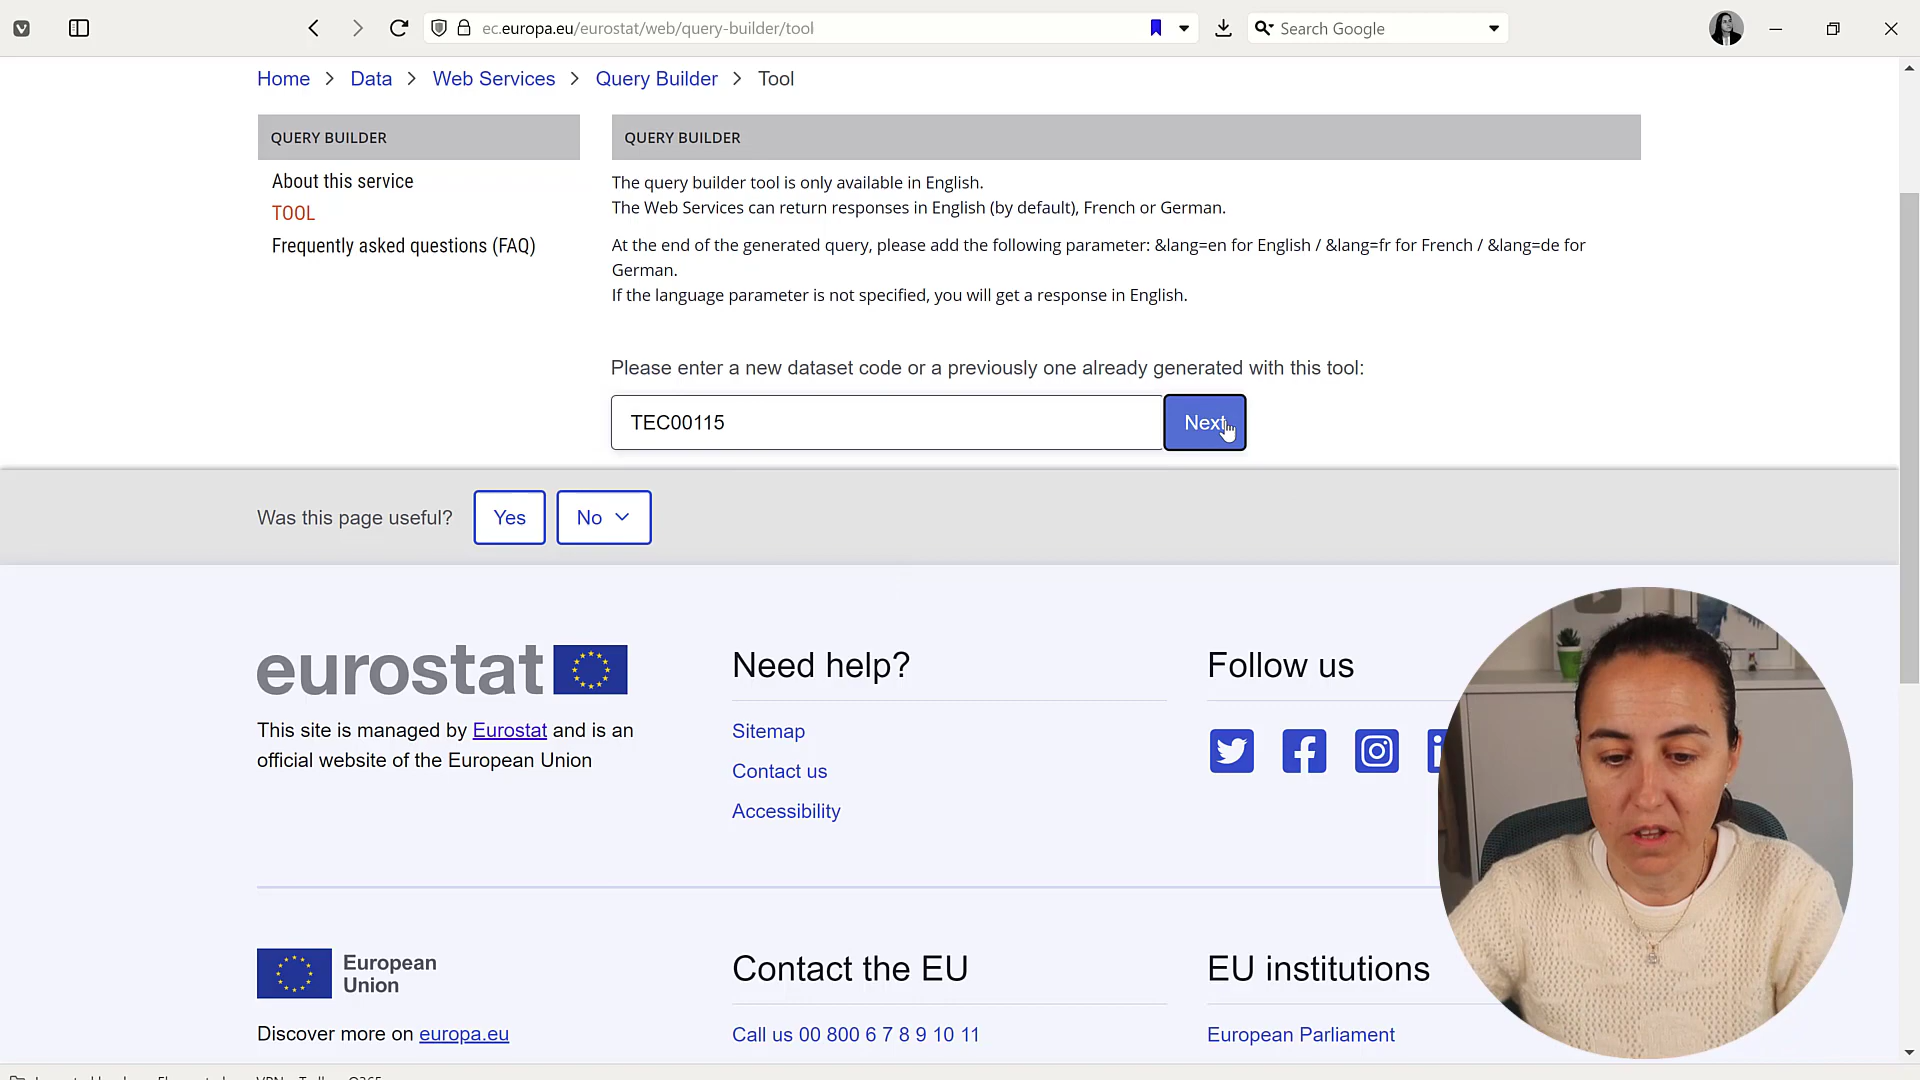 ec.europa.eu/eurostat/web/query-builder/tool
Search Google
Home > Data > Web Services > Query Builder > Tool
QUERY BUILDER
About this service
TOOL
Frequently asked questions (FAQ)
QUERY BUILDER
The query builder tool is only available in English.
The Web Services can return responses in English (by default), French or German.
At the end of the generated query, please add the following parameter: &lang=en for English / &lang=fr for French / &lang=de for
German.
If the language parameter is not specified, you will get a response in English.
Please enter a new dataset code or a previously one already generated with this tool:
TEC00115
Next
Was this page useful?
Yes
No
eurostat
This site is managed by Eurostat and is an
official website of the European Union
Need help?
Sitemap
Contact us
Accessibility
Follow us
European
Union
Discover more on europa.eu
Contact the EU
Call us 00 800 6 7 8 9 10 11
EU institutions
European Parliament